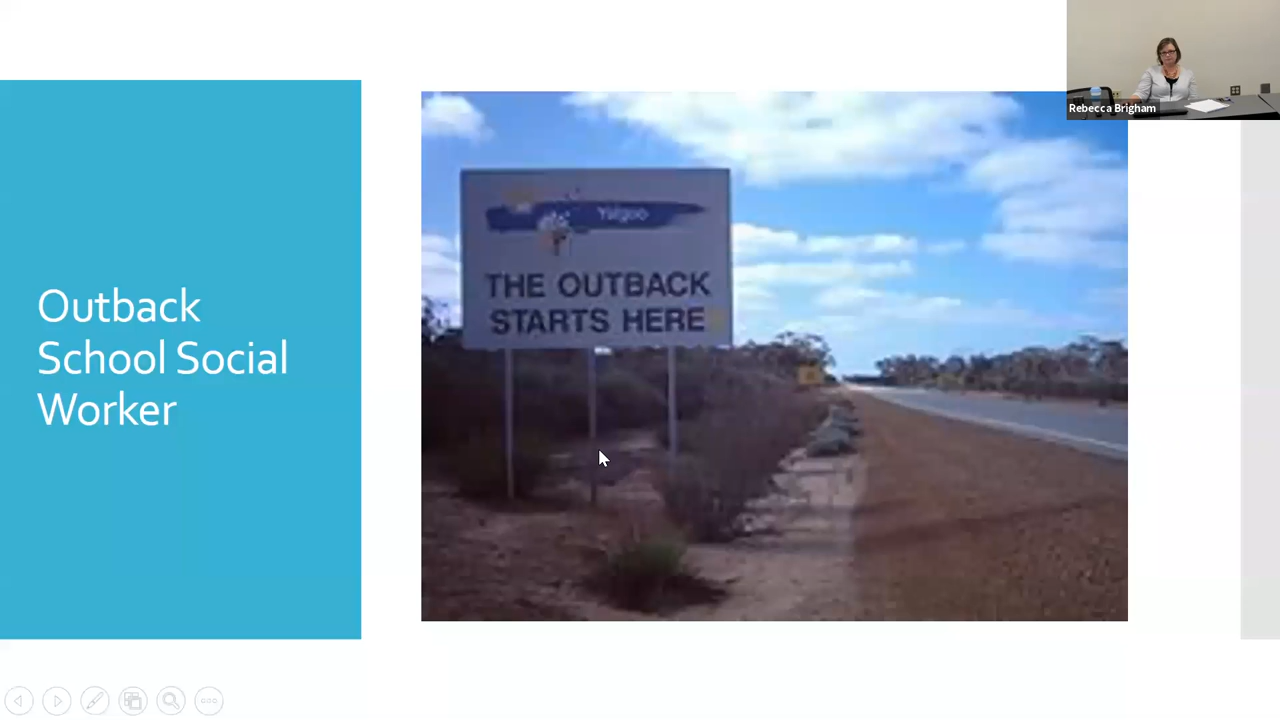 Outback
School Social
Worker
Yalgoo
THE OUTBACK
STARTS HERE
Rebecca Brigham